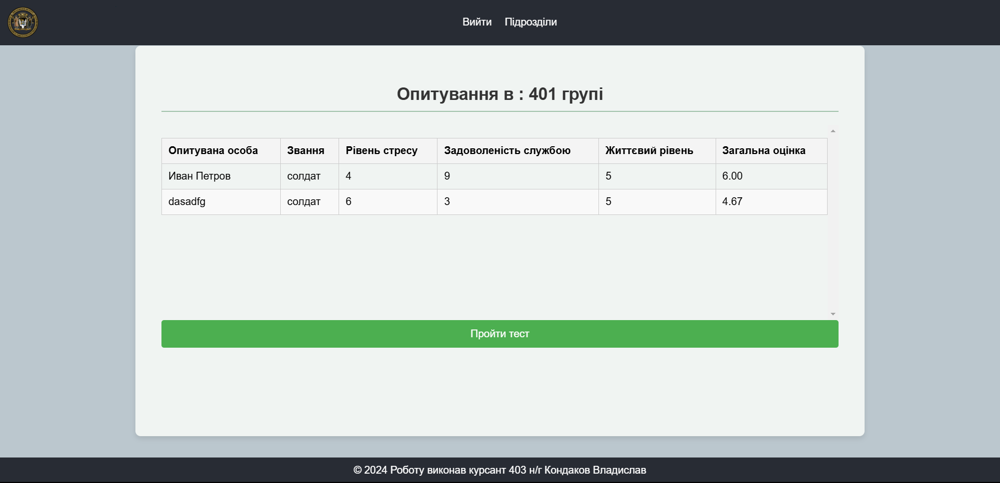 Вийти Підрозділи
Опитування в : 401 групі
Опитувана особа Звання Рівень стресу Задоволеність службою Життєвий рівень Загальна оцінка
Иван Петров солдат 4 9 5 6.00
dasadfg солдат 6 3 5 4.67
Пройти тест
© 2024 Роботу виконав курсант 403 н/г Кондаков Владислав